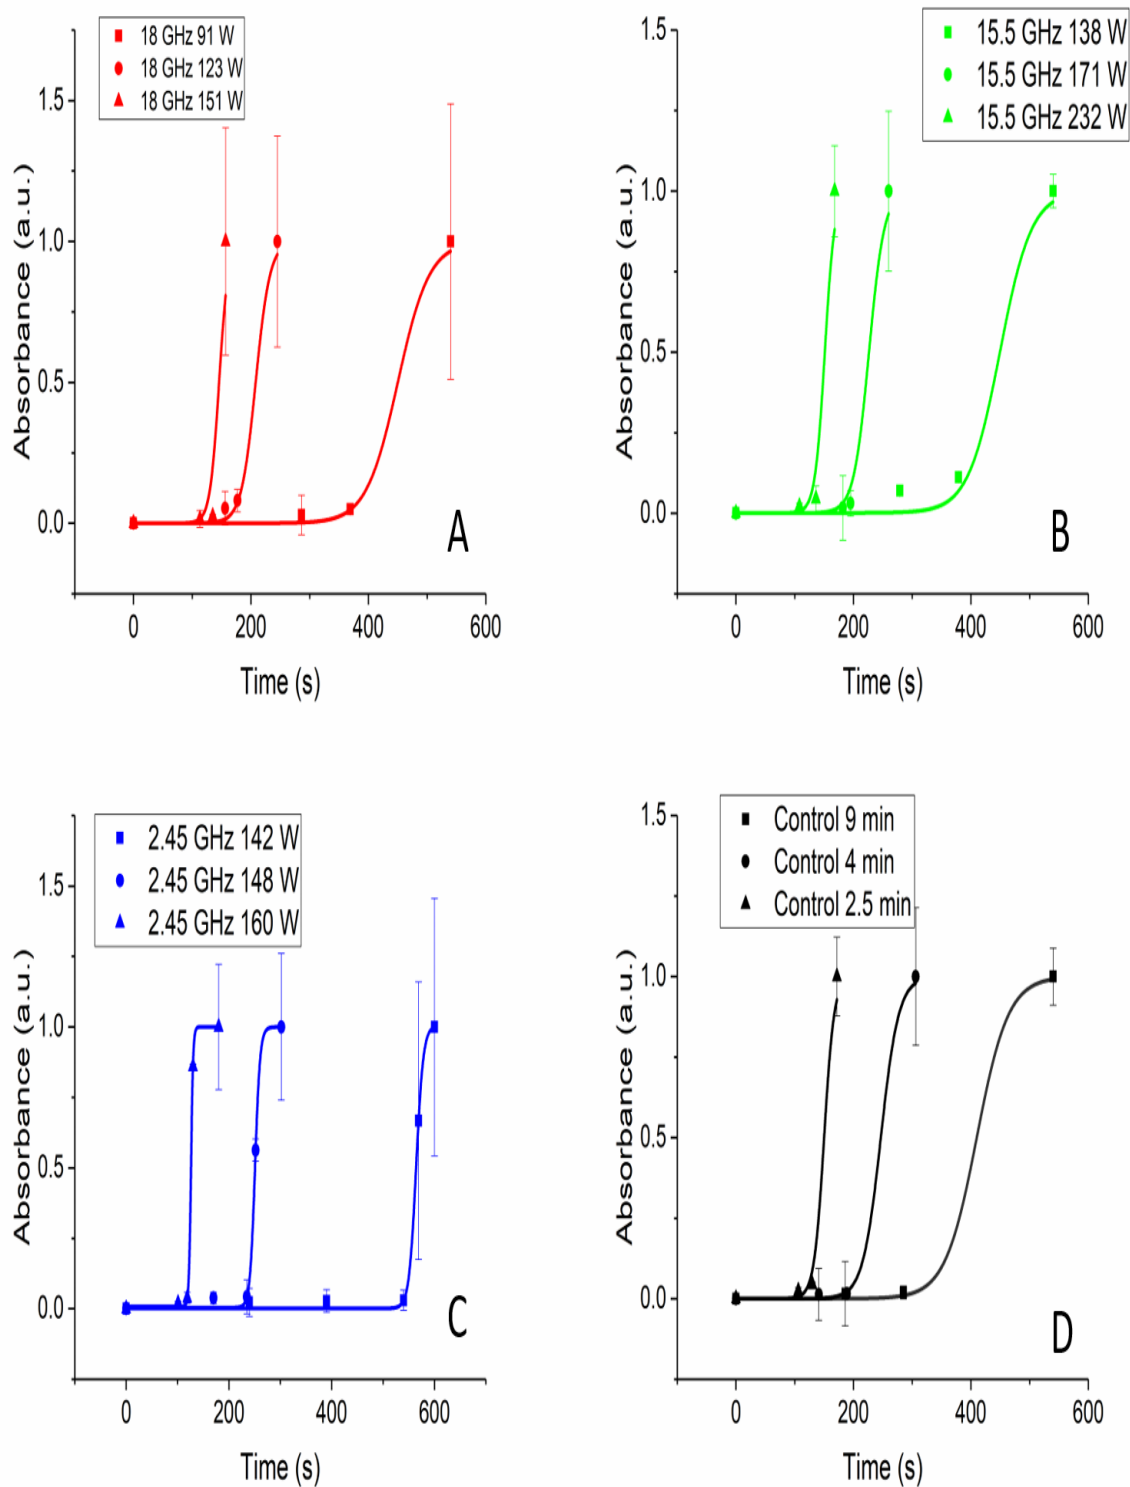 18 GHz 91 W
18 GHz 123 W
18 GHz 151 W
1.5
1.0
0.5
0.0
Absorbance (a.u.)
A
0 200 400 600
Time (s)
15.5 GHz 138 W
15.5 GHz 171 W
15.5 GHz 232 W
1.5
1.0
0.5
0.0
Absorbance (a.u.)
B
0 200 400 600
Time (s)
2.45 GHz 142 W
2.45 GHz 148 W
2.45 GHz 160 W
1.5
1.0
0.5
0.0
Absorbance (a.u.)
C
0 200 400 600
Time (s)
Control 9 min
Control 4 min
Control 2.5 min
1.5
1.0
0.5
0.0
Absorbance (a.u.)
D
0 200 400 600
Time (s)